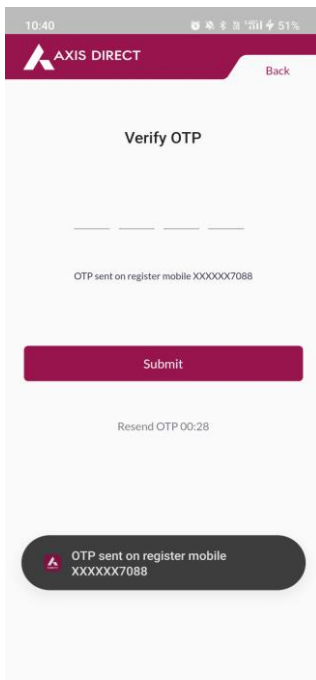 10:40
51%
AXIS DIRECT
Back
Verify OTP
OTP sent on register mobile XXXXXX7088
Submit
Resend OTP 00:28
OTP sent on register mobile
XXXXXX7088